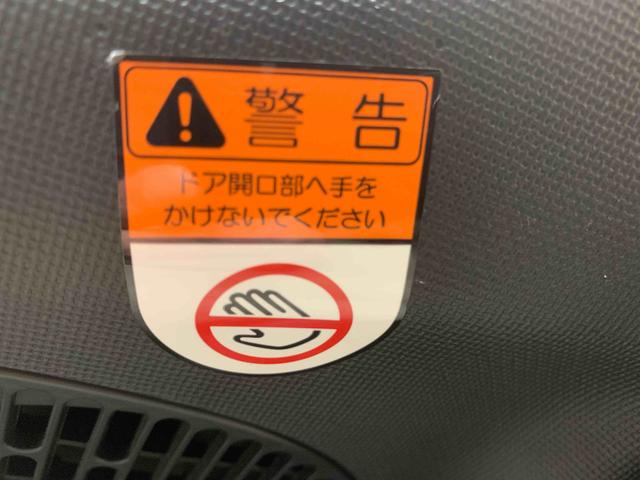 警告
ドア開口部へ手を
かけないでください